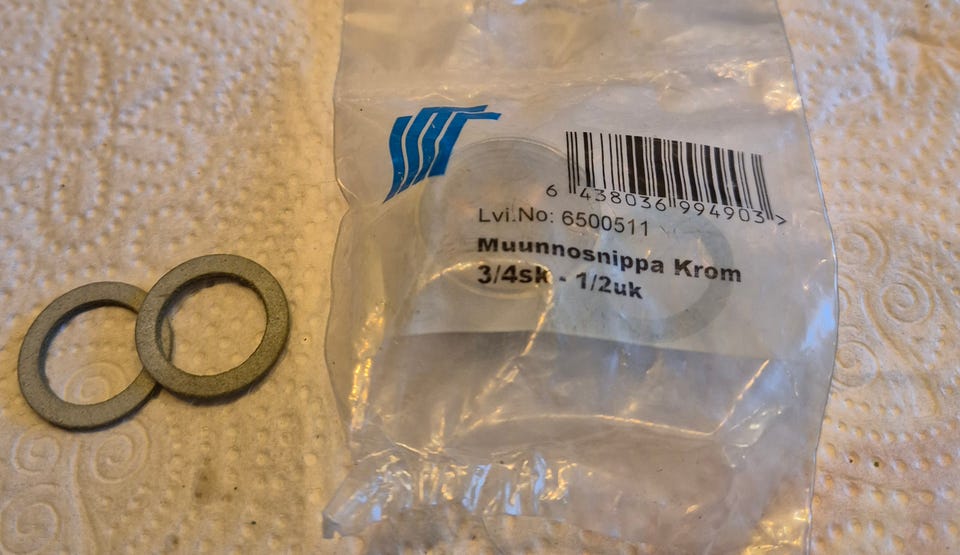 6 438036 994903 >
Lvi.No: 6500511
Muunnosnippa Krom
3/4sk - 1/2uk